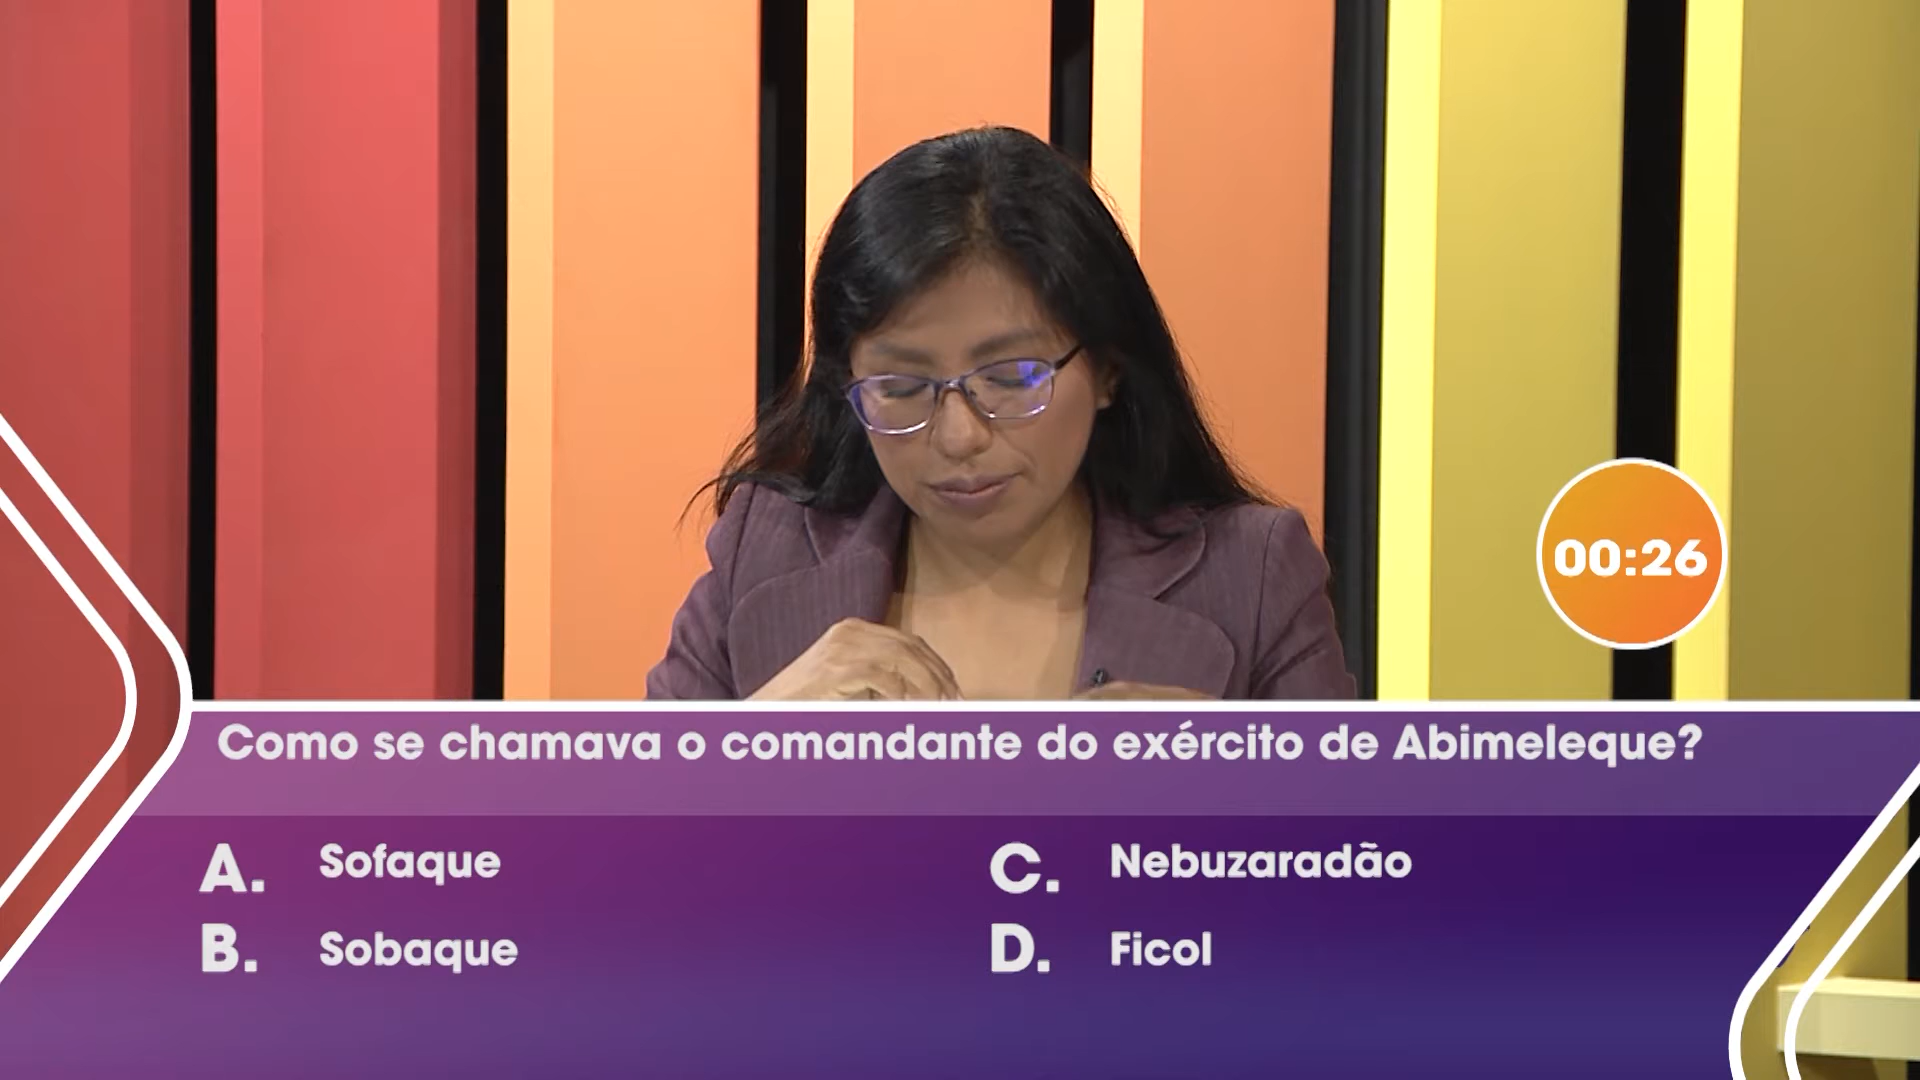 00:26
Como se chamava o comandante do exército de Abimeleque?
A. Sofaque
B. Sobaque
C. Nebuzaradão
D. Ficol